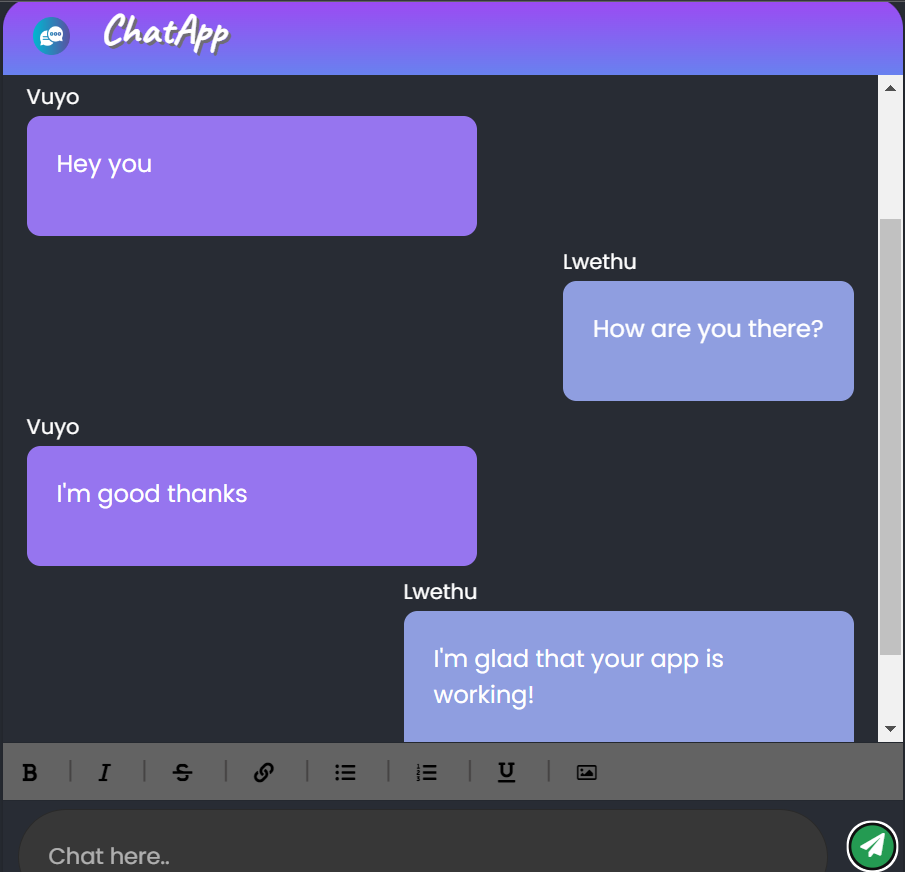 ChatApp
Vuyo
Hey you
Lwethu
How are you there?
Vuyo
I'm good thanks
Lwethu
I'm glad that your app is
working!
B | I | S | | | | U |
Chat here..